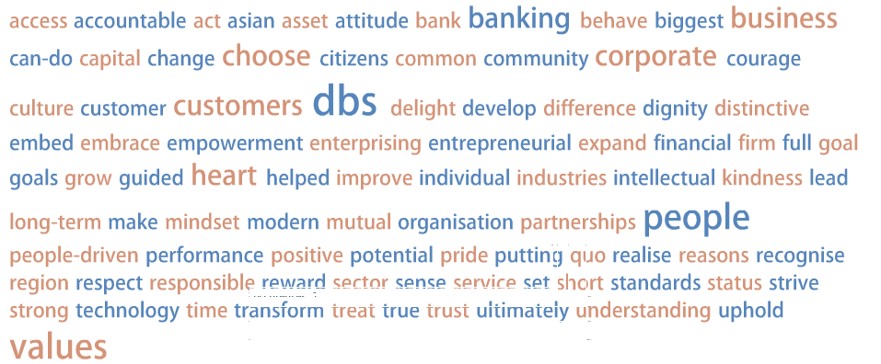 access accountable act asian asset attitude bank banking behave biggest business
can-do capital change choose citizens common community corporate courage
culture customer customers dbs delight develop difference dignity distinctive
embed embrace empowerment enterprising entrepreneurial expand financial firm full goal
goals grow guided heart helped improve individual industries intellectual kindness lead
long-term make mindset modern mutual organisation partnerships people
people-driven performance positive potential pride putting quo realise reasons recognise
region respect responsible reward sector sense service set short standards status strive
strong technology time transform treat true trust ultimately understanding uphold
values